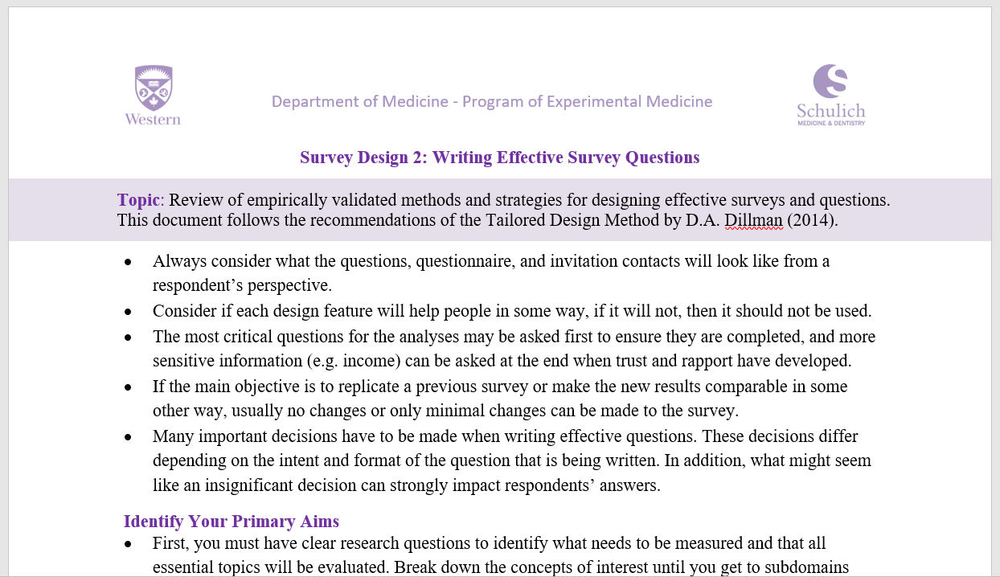 Western
Department of Medicine - Program of Experimental Medicine
Schulich
MEDICINE & DENTISTRY
Survey Design 2: Writing Effective Survey Questions
Topic: Review of empirically validated methods and strategies for designing effective surveys and questions.
This document follows the recommendations of the Tailored Design Method by D.A. Dillman (2014).
• Always consider what the questions, questionnaire, and invitation contacts will look like from a
respondent’s perspective.
• Consider if each design feature will help people in some way, if it will not, then it should not be used.
• The most critical questions for the analyses may be asked first to ensure they are completed, and more
sensitive information (e.g. income) can be asked at the end when trust and rapport have developed.
• If the main objective is to replicate a previous survey or make the new results comparable in some
other way, usually no changes or only minimal changes can be made to the survey.
• Many important decisions have to be made when writing effective questions. These decisions differ
depending on the intent and format of the question that is being written. In addition, what might seem
like an insignificant decision can strongly impact respondents’ answers.
Identify Your Primary Aims
• First, you must have clear research questions to identify what needs to be measured and that all
essential topics will be evaluated. Break down the concepts of interest until you get to subdomains